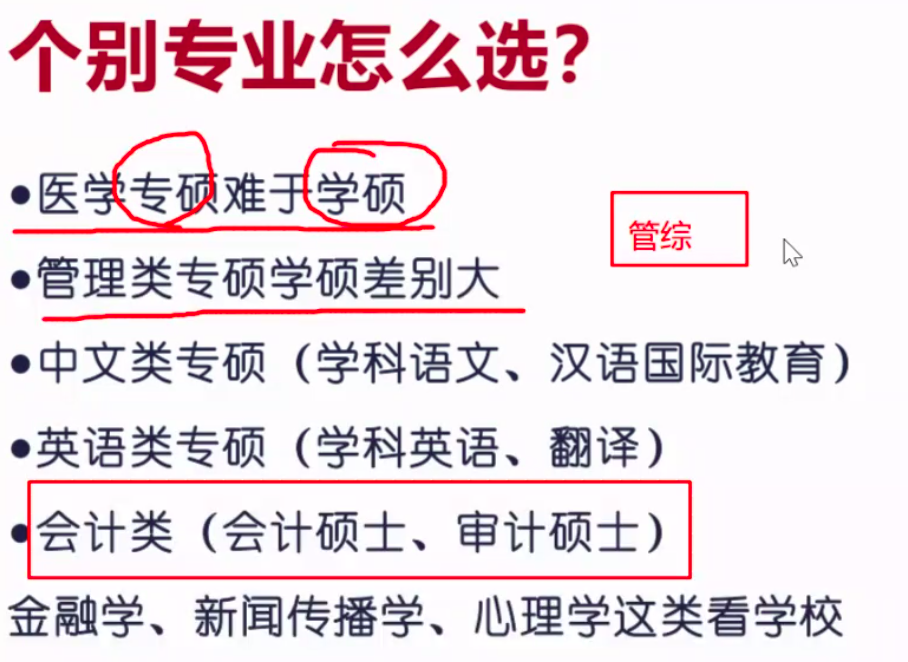 个别专业怎么选?
•医学专硕难于学硕
管综
•管理类专硕学硕差别大
•中文类专硕（学科语文、汉语国际教育）
•英语类专硕（学科英语、翻译）
•会计类（会计硕士、审计硕士）
金融学、新闻传播学、心理学这类看学校